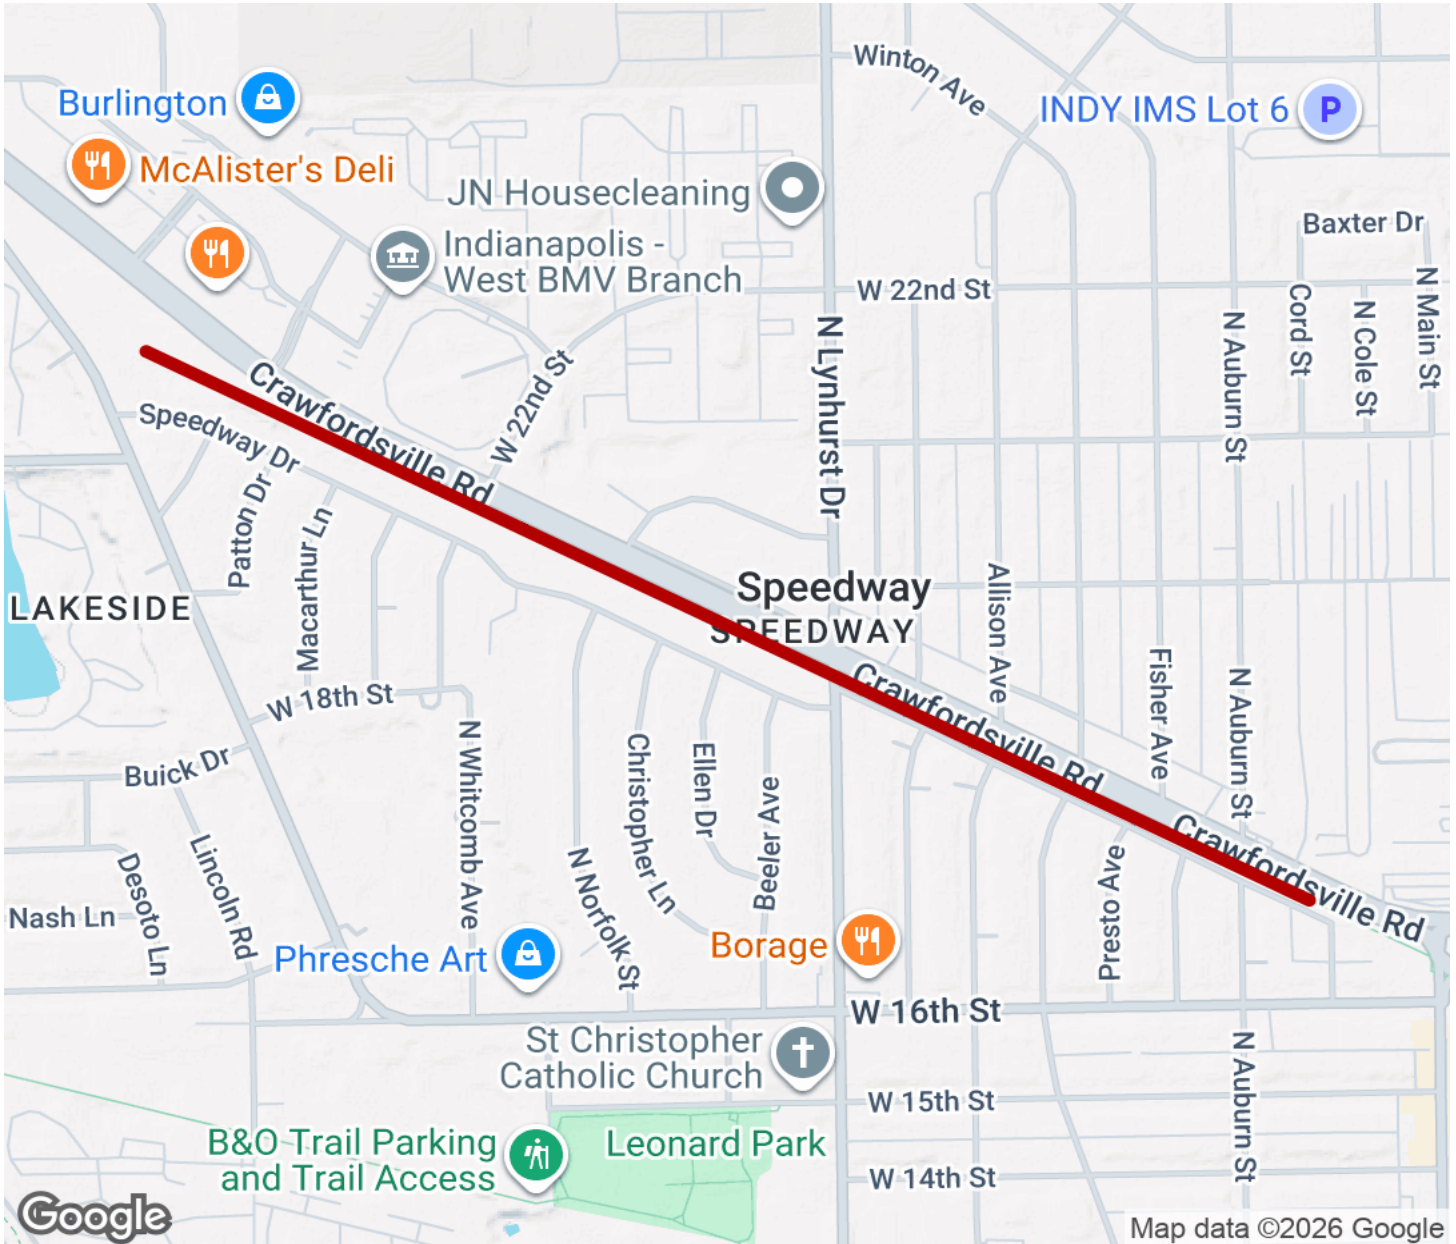 Winton Ave
Burlington
INDY IMS Lot 6
P
McAlister's Deli
JN Housecleaning
Baxter Dr
Indianapolis -
West BMV Branch
W 22nd St
N Main St
Cord St
N Cole St
N Auburn St
N Lynhurst Dr
W 22nd St
Crawfordsville Rd
Speedway Dr
Patton Dr
Macarthur Ln
Speedway
SPEEDWAY
Allison Ave
LAKESIDE
Fisher Ave
N Auburn St
W 18th St
Crawfordsville Rd
Buick Dr
N Whitcomb Ave
Christopher Ln
Ellen Dr
Beeler Ave
Crawfordsville Rd
Lincoln Rd
Desoto Ln
N Norfolk St
Presto Ave
Nash Ln
Borage
Phresche Art
W 16th St
St Christopher
Catholic Church
N Auburn St
W 15th St
B&O Trail Parking
and Trail Access
Leonard Park
W 14th St
Google
Map data ©2026 Google